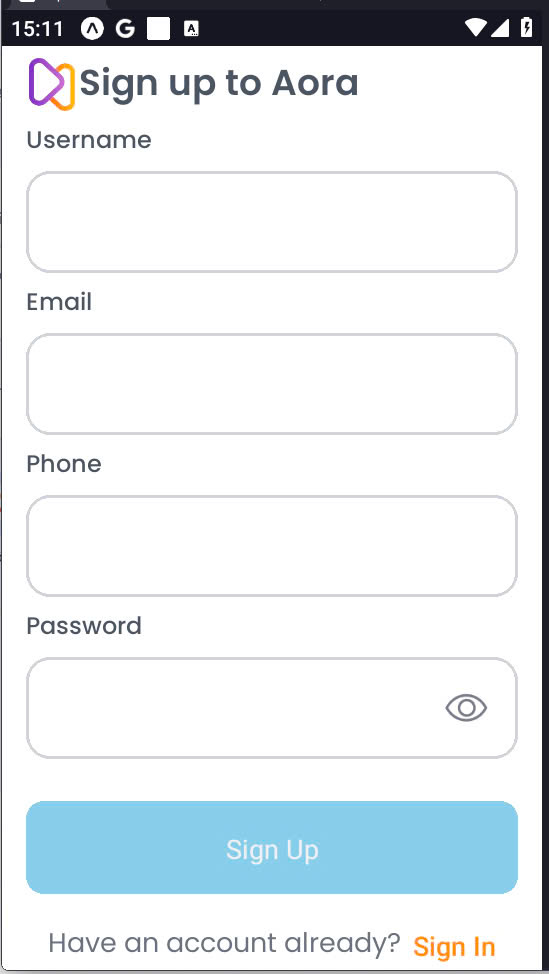 15:11 G A
Sign up to Aora
Username
Email
Phone
Password
Sign Up
Have an account already? Sign In